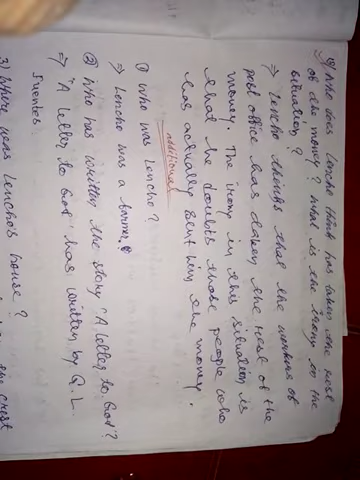 Who does Lencho think has taken the rest
of the money? What is the irony in the
situation?
⇒ Lencho thinks that the workers of
post office has taken the rest of the
money. The irony in this situation is
that he doubts those people who
has actually sent him the money.
additional
① Who was Lencho?
⇒ Lencho was a farmer.
② Who has written the story "A letter to God"?
⇒ "A letter to God" was written by G. L.
Fuentes.
3) Where was Lencho's house?
crest